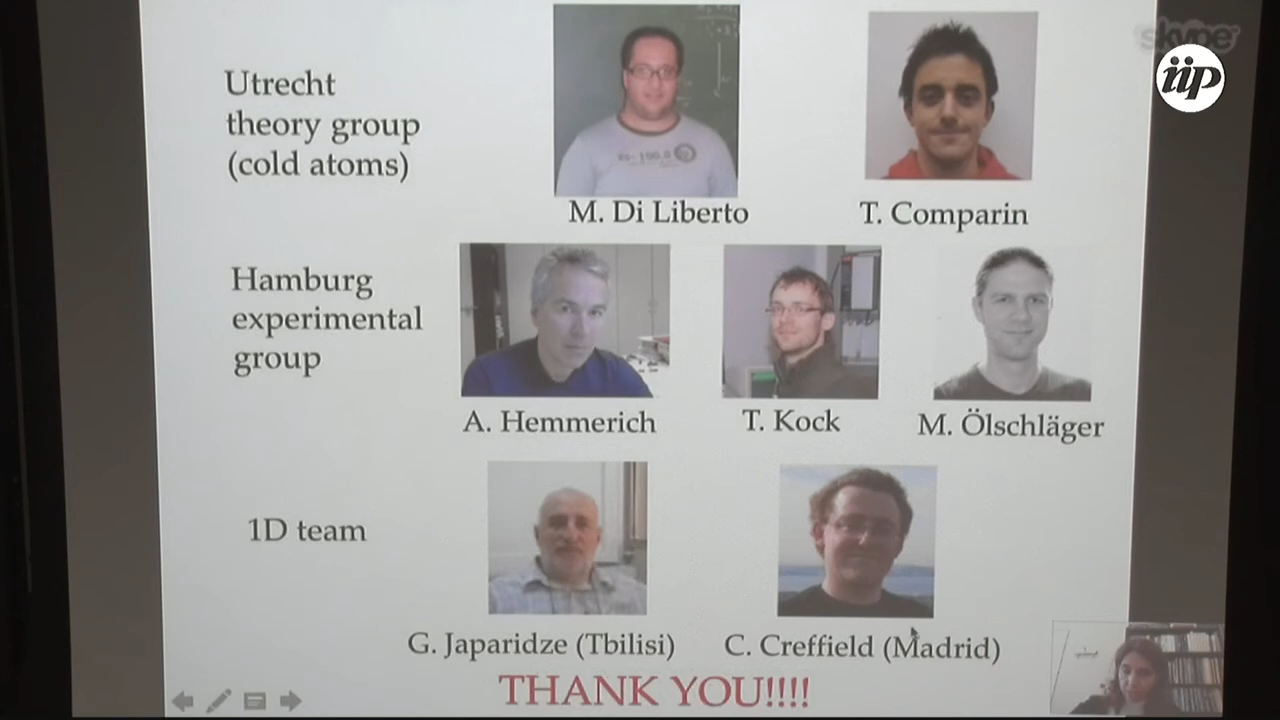 skype
iip
Utrecht
theory group
(cold atoms)
M. Di Liberto
T. Comparin
Hamburg
experimental
group
A. Hemmerich
T. Kock
M. Ölschläger
1D team
G. Japaridze (Tbilisi)
C. Creffield (Madrid)
THANK YOU!!!!